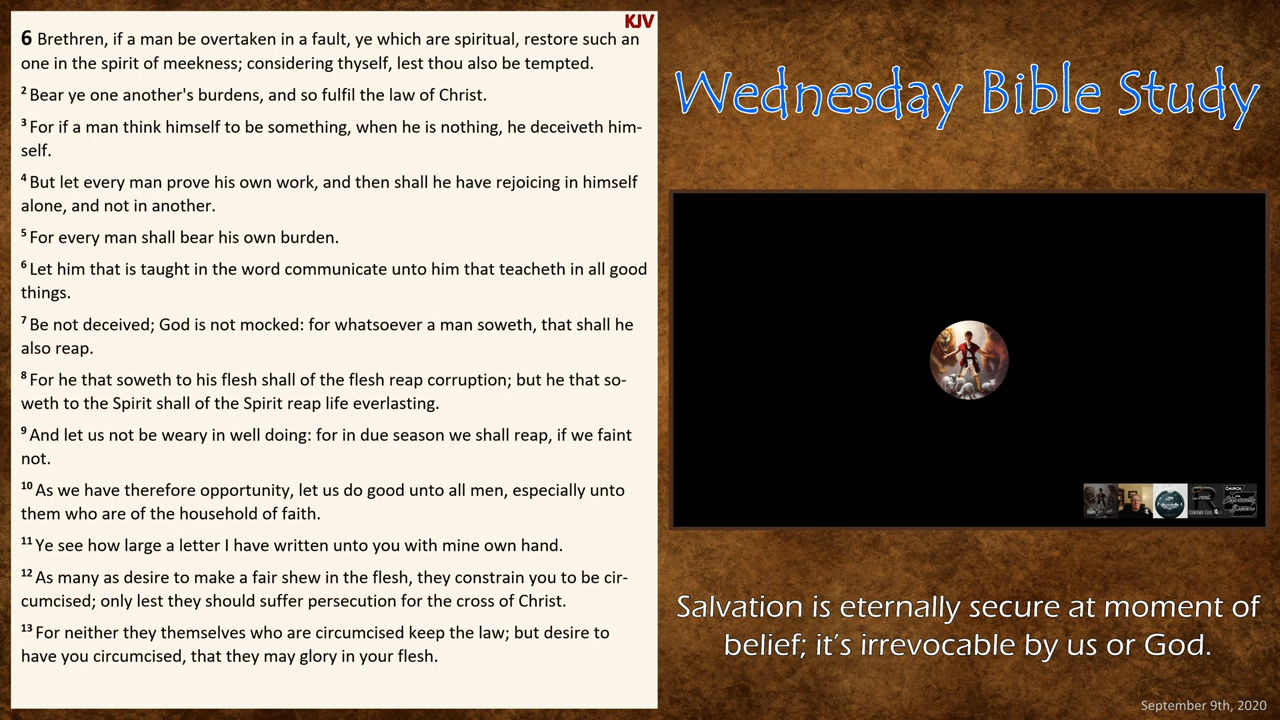 KJV
6 Brethren, if a man be overtaken in a fault, ye which are spiritual, restore such an
one in the spirit of meekness; considering thyself, lest thou also be tempted.
2 Bear ye one another's burdens, and so fulfil the law of Christ.
3 For if a man think himself to be something, when he is nothing, he deceiveth him-
self.
4 But let every man prove his own work, and then shall he have rejoicing in himself
alone, and not in another.
5 For every man shall bear his own burden.
6 Let him that is taught in the word communicate unto him that teacheth in all good
things.
7 Be not deceived; God is not mocked: for whatsoever a man soweth, that shall he
also reap.
8 For he that soweth to his flesh shall of the flesh reap corruption; but he that so-
weth to the Spirit shall of the Spirit reap life everlasting.
9 And let us not be weary in well doing: for in due season we shall reap, if we faint
not.
10 As we have therefore opportunity, let us do good unto all men, especially unto
them who are of the household of faith.
11 Ye see how large a letter I have written unto you with mine own hand.
12 As many as desire to make a fair shew in the flesh, they constrain you to be cir-
cumcised; only lest they should suffer persecution for the cross of Christ.
13 For neither they themselves who are circumcised keep the law; but desire to
have you circumcised, that they may glory in your flesh.
Wednesday Bible Study
Salvation is eternally secure at moment of
belief; it's irrevocable by us or God.
September 9th, 2020